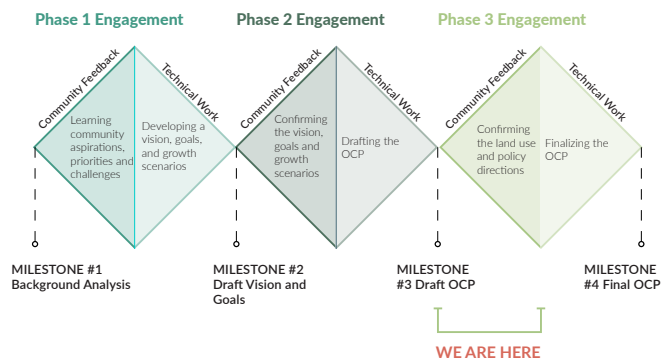 Phase 1 Engagement
Phase 2 Engagement
Phase 3 Engagement
Community Feedback
Technical Work
Community Feedback
Technical Work
Community Feedback
Technical Work
Learning
community
aspirations,
priorities and
challenges
Developing a
vision, goals,
and growth
scenarios
Confirming
the vision,
goals and
growth
scenarios
Drafting the
OCP
Confirming
the land use
and policy
directions
Finalizing the
OCP
MILESTONE #1
Background Analysis
MILESTONE #2
Draft Vision and
Goals
MILESTONE
#3 Draft OCP
MILESTONE
#4 Final OCP
WE ARE HERE